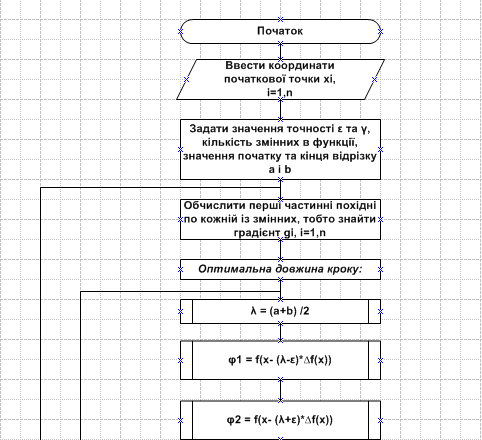 Початок
Ввести координати
початкової точки xi,
i=1,n
Задати значення точності ε та γ,
кількість змінних в функції,
значення початку та кінця відрізку
a і b
Обчислити перші частинні похідні
по кожній із змінних, тобто знайти
градієнт gi, i=1,n
Оптимальна довжина кроку:
λ = (a+b) /2
φ1 = f(x- (λ-ε)*∆f(x))
φ2 = f(x- (λ+ε)*∆f(x))